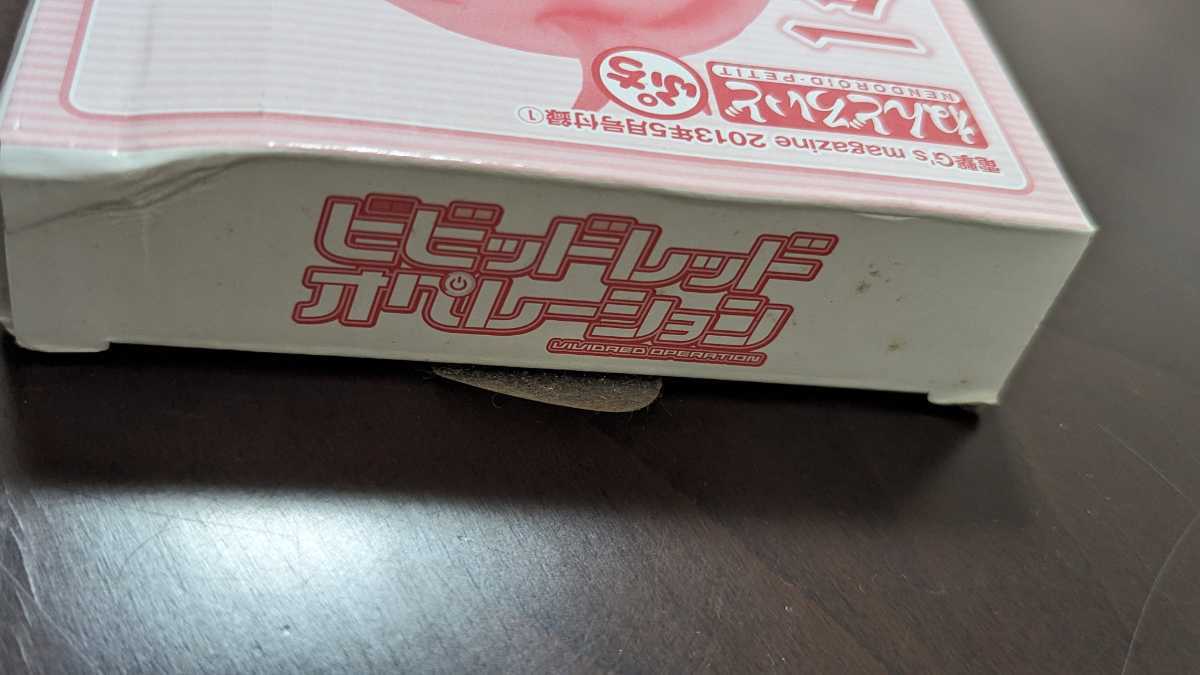 ねんどろいど
ぷち
NENDOROID・PETIT
電撃G's magazine 2013年5月号付録①
ビビッドレッド
オペレーション
VIVIDRED OPERATION